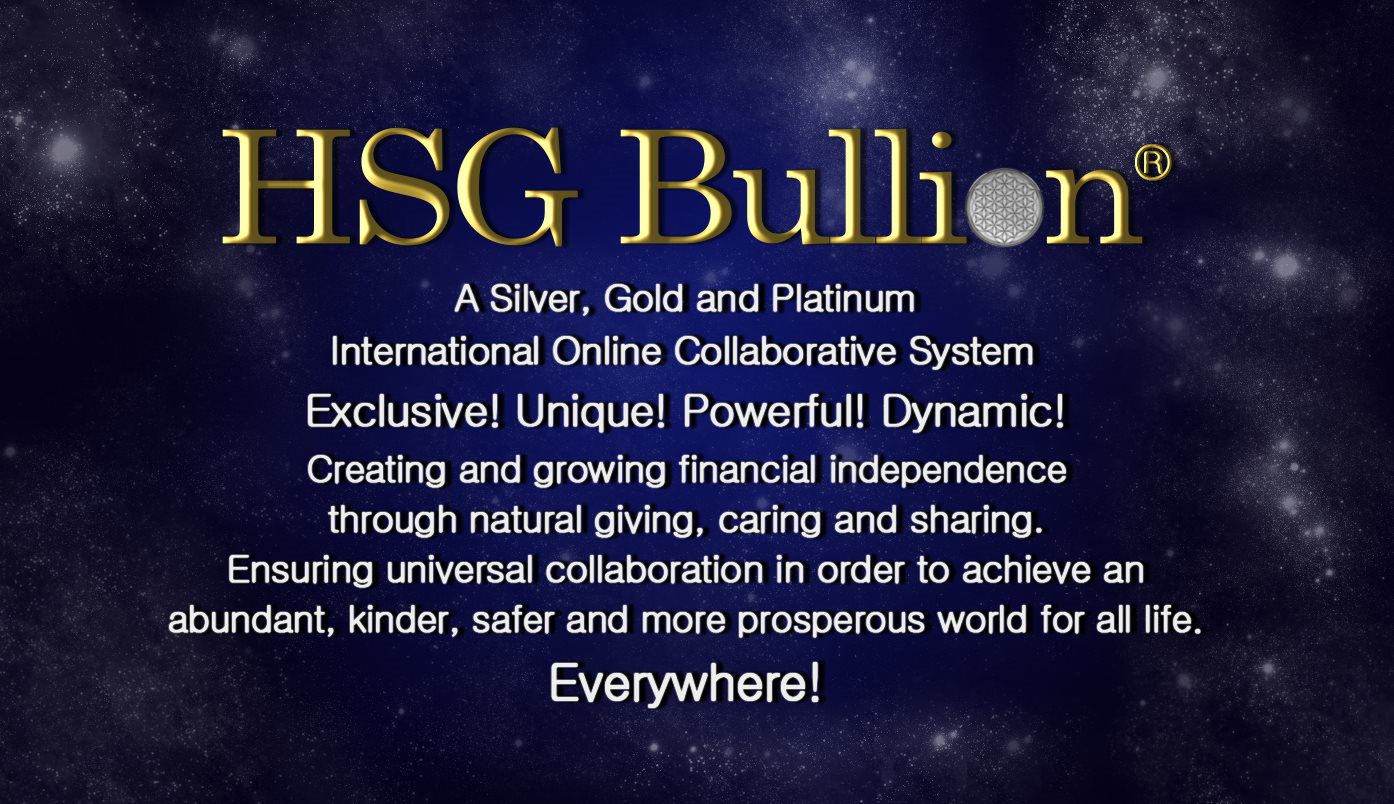 HSG Bullion®
A Silver, Gold and Platinum
International Online Collaborative System
Exclusive! Unique! Powerful! Dynamic!
Creating and growing financial independence
through natural giving, caring and sharing.
Ensuring universal collaboration in order to achieve an
abundant, kinder, safer and more prosperous world for all life.
Everywhere!